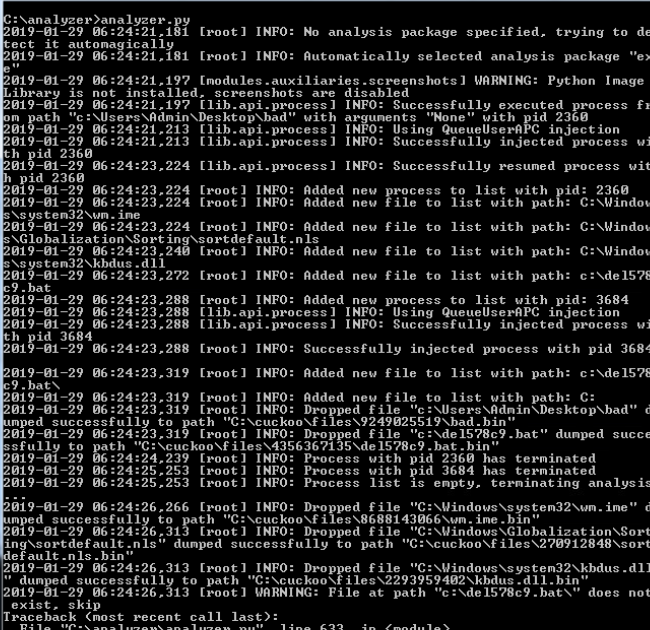 C:\analyzer>analyzer.py
2019-01-29 06:24:21,181 [root] INFO: No analysis package specified, trying to de
tect it automagically
2019-01-29 06:24:21,181 [root] INFO: Automatically selected analysis package "ex
e"
2019-01-29 06:24:21,197 [modules.auxiliaries.screenshots] WARNING: Python Image
Library is not installed, screenshots are disabled
2019-01-29 06:24:21,197 [lib.api.process] INFO: Successfully executed process fr
om path "c:\Users\Admin\Desktop\bad" with arguments "None" with pid 2360
2019-01-29 06:24:21,213 [lib.api.process] INFO: Using QueueUserAPC injection
2019-01-29 06:24:21,213 [lib.api.process] INFO: Successfully injected process wi
th pid 2360
2019-01-29 06:24:23,224 [lib.api.process] INFO: Successfully resumed process wit
h pid 2360
2019-01-29 06:24:23,224 [root] INFO: Added new process to list with pid: 2360
2019-01-29 06:24:23,224 [root] INFO: Added new file to list with path: C:\Window
s\system32\wm.ime
2019-01-29 06:24:23,224 [root] INFO: Added new file to list with path: C:\Window
s\Globalization\Sorting\sortdefault.nls
2019-01-29 06:24:23,240 [root] INFO: Added new file to list with path: C:\Window
s\system32\kbdus.dll
2019-01-29 06:24:23,272 [root] INFO: Added new file to list with path: c:\del578
c9.bat
2019-01-29 06:24:23,288 [root] INFO: Added new process to list with pid: 3684
2019-01-29 06:24:23,288 [lib.api.process] INFO: Using QueueUserAPC injection
2019-01-29 06:24:23,288 [lib.api.process] INFO: Successfully injected process wi
th pid 3684
2019-01-29 06:24:23,288 [root] INFO: Successfully injected process with pid 3684
2019-01-29 06:24:23,319 [root] INFO: Added new file to list with path: c:\del578
c9.bat\
2019-01-29 06:24:23,319 [root] INFO: Added new file to list with path: C:
2019-01-29 06:24:23,319 [root] INFO: Dropped file "c:\Users\Admin\Desktop\bad" d
umped successfully to path "C:\cuckoo\files\9249025519\bad.bin"
2019-01-29 06:24:23,319 [root] INFO: Dropped file "c:\del578c9.bat" dumped succe
ssfully to path "C:\cuckoo\files\4356367135\del578c9.bat.bin"
2019-01-29 06:24:24,239 [root] INFO: Process with pid 2360 has terminated
2019-01-29 06:24:25,253 [root] INFO: Process with pid 3684 has terminated
2019-01-29 06:24:25,253 [root] INFO: Process list is empty, terminating analysis
...
2019-01-29 06:24:26,266 [root] INFO: Dropped file "C:\Windows\system32\wm.ime" d
umped successfully to path "C:\cuckoo\files\8688143066\wm.ime.bin"
2019-01-29 06:24:26,313 [root] INFO: Dropped file "C:\Windows\Globalization\Sort
ing\sortdefault.nls" dumped successfully to path "C:\cuckoo\files\270912848\sort
default.nls.bin"
2019-01-29 06:24:26,313 [root] INFO: Dropped file "C:\Windows\system32\kbdus.dll
" dumped successfully to path "C:\cuckoo\files\2293959402\kbdus.dll.bin"
2019-01-29 06:24:26,313 [root] WARNING: File at path "c:\del578c9.bat\" does not
 exist, skip
Traceback (most recent call last):
  File "C:\analyzer\analyzer.py", line 633, in <module>